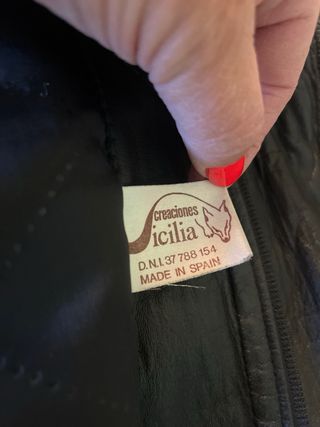 creaciones
Sicilia
D.N.I.37 788 154
MADE IN SPAIN